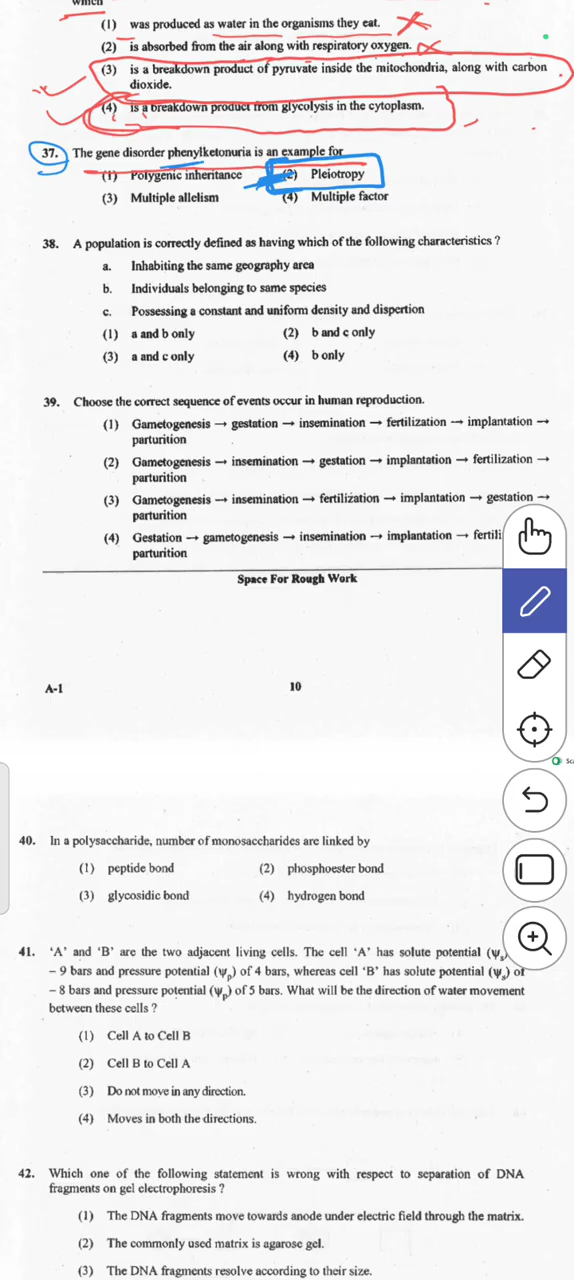 which
(1) was produced as water in the organisms they eat.
(2) is absorbed from the air along with respiratory oxygen.
(3) is a breakdown product of pyruvate inside the mitochondria, along with carbon
dioxide.
(4) is a breakdown product from glycolysis in the cytoplasm.
37. The gene disorder phenylketonuria is an example for
(1) Polygenic inheritance (2) Pleiotropy
(3) Multiple allelism (4) Multiple factor
38. A population is correctly defined as having which of the following characteristics ?
a. Inhabiting the same geography area
b. Individuals belonging to same species
c. Possessing a constant and uniform density and dispertion
(1) a and b only (2) b and c only
(3) a and c only (4) b only
39. Choose the correct sequence of events occur in human reproduction.
(1) Gametogenesis → gestation → insemination → fertilization → implantation →
parturition
(2) Gametogenesis → insemination → gestation → implantation → fertilization →
parturition
(3) Gametogenesis → insemination → fertilization → implantation → gestation →
parturition
(4) Gestation → gametogenesis → insemination → implantation → fertili
parturition
Space For Rough Work
A-1 10
40. In a polysaccharide, number of monosaccharides are linked by
(1) peptide bond (2) phosphoester bond
(3) glycosidic bond (4) hydrogen bond
41. ‘A’ and ‘B’ are the two adjacent living cells. The cell ‘A’ has solute potential (ψs)
– 9 bars and pressure potential (ψp) of 4 bars, whereas cell ‘B’ has solute potential (ψs) of
– 8 bars and pressure potential (ψp) of 5 bars. What will be the direction of water movement
between these cells ?
(1) Cell A to Cell B
(2) Cell B to Cell A
(3) Do not move in any direction.
(4) Moves in both the directions.
42. Which one of the following statement is wrong with respect to separation of DNA
fragments on gel electrophoresis ?
(1) The DNA fragments move towards anode under electric field through the matrix.
(2) The commonly used matrix is agarose gel.
(3) The DNA fragments resolve according to their size.